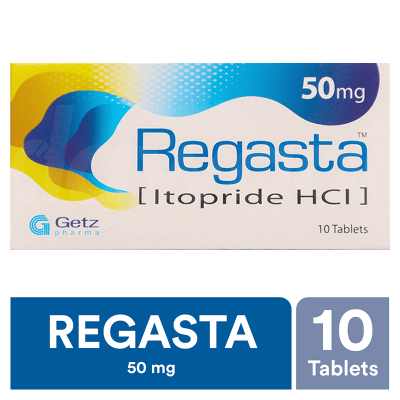 50mg
Regasta™
[Itopride HCl]
Getz
pharma
10 Tablets
REGASTA
50 mg
10
Tablets